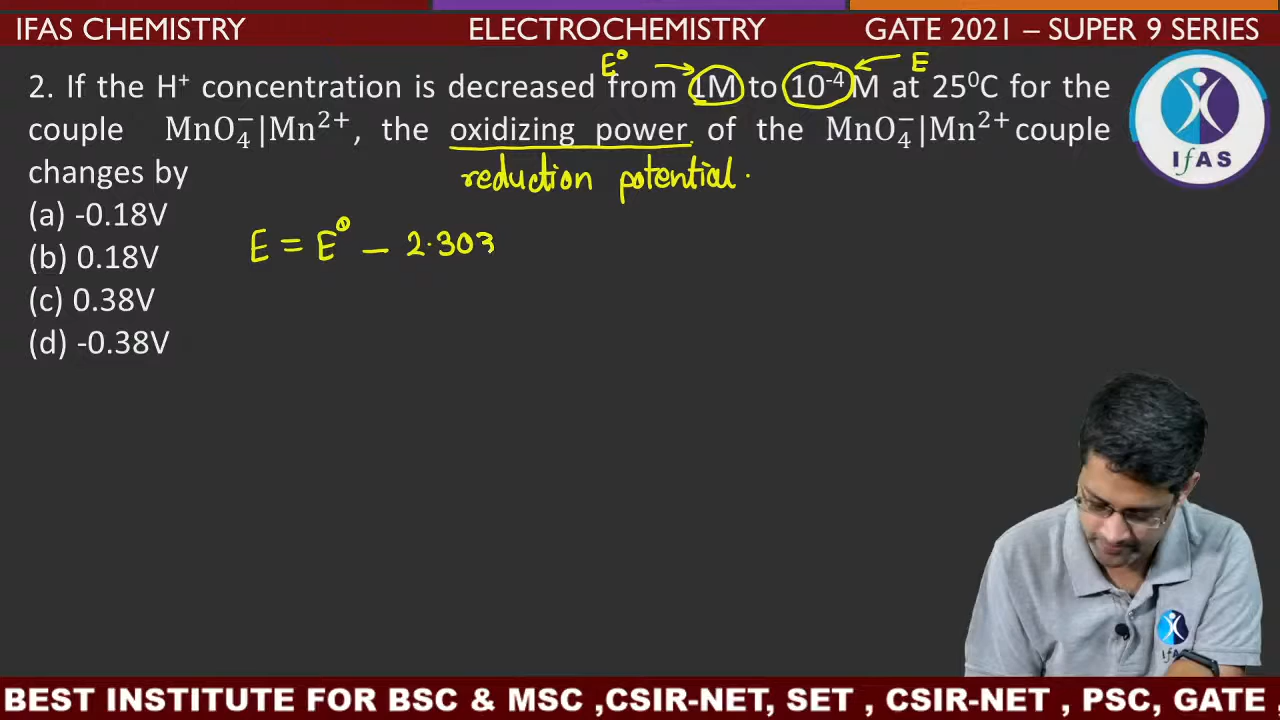 IFAS CHEMISTRY ELECTROCHEMISTRY GATE 2021 – SUPER 9 SERIES
E° E
2. If the H⁺ concentration is decreased from 1M to 10⁻⁴ M at 25⁰C for the
couple MnO₄⁻|Mn²⁺, the oxidizing power of the MnO₄⁻|Mn²⁺ couple
changes by
reduction potential.
(a) -0.18V
(b) 0.18V
(c) 0.38V
(d) -0.38V
E = E° – 2.303
IfAS
IfAS
BEST INSTITUTE FOR BSC & MSC ,CSIR-NET, SET , CSIR-NET , PSC, GATE ,